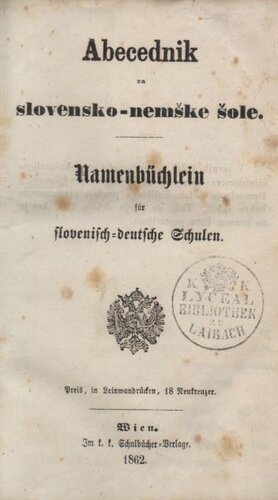 Abecednik
za
slovensko-nemške šole.
Namenbüchlein
für
slovenisch-deutsche Schulen.
K K
LYCEAL
BIBLIOTHEK
ZU
LAIBACH
Preis, in Leinwandrücken, 18 Neukreuzer.
Wien.
Im k. k. Schulbücher-Verlage.
1862.